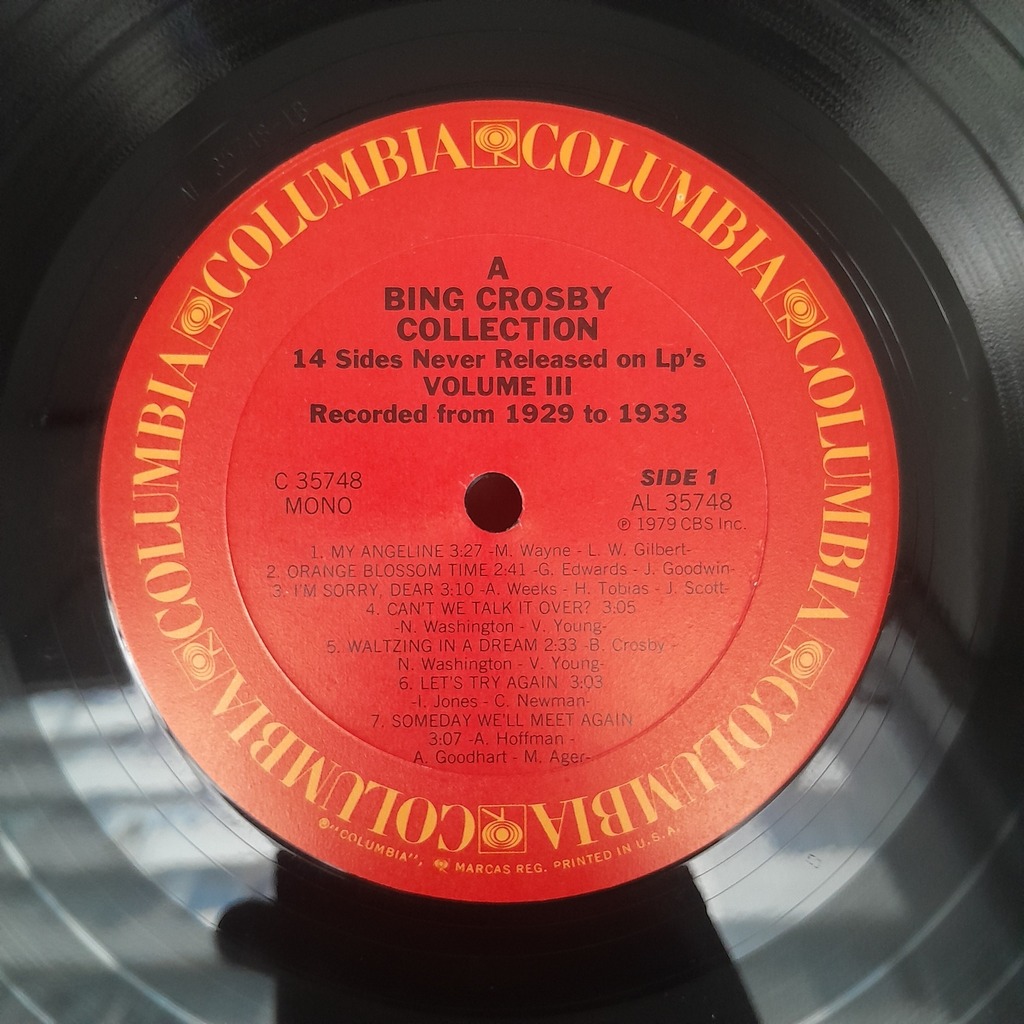 COLUMBIA COLUMBIA COLUMBIA COLUMBIA COLUMBIA COLUMBIA COLUMBIA COLUMBIA
A
BING CROSBY
COLLECTION
14 Sides Never Released on Lp's
VOLUME III
Recorded from 1929 to 1933
C 35748
MONO
SIDE 1
AL 35748
℗ 1979 CBS Inc.
1. MY ANGELINE 3:27 -M. Wayne - L. W. Gilbert-
2. ORANGE BLOSSOM TIME 2:41 -G. Edwards - J. Goodwin-
3. I'M SORRY, DEAR 3:10 -A. Weeks - H. Tobias - J. Scott-
4. CAN'T WE TALK IT OVER? 3:05
-N. Washington - V. Young-
5. WALTZING IN A DREAM 2:33 -B. Crosby -
N. Washington - V. Young-
6. LET'S TRY AGAIN 3:03
-I. Jones - C. Newman-
7. SOMEDAY WE'LL MEET AGAIN
3:07 -A. Hoffman -
A. Goodhart - M. Ager-
®"COLUMBIA", MARCAS REG. PRINTED IN U.S.A.